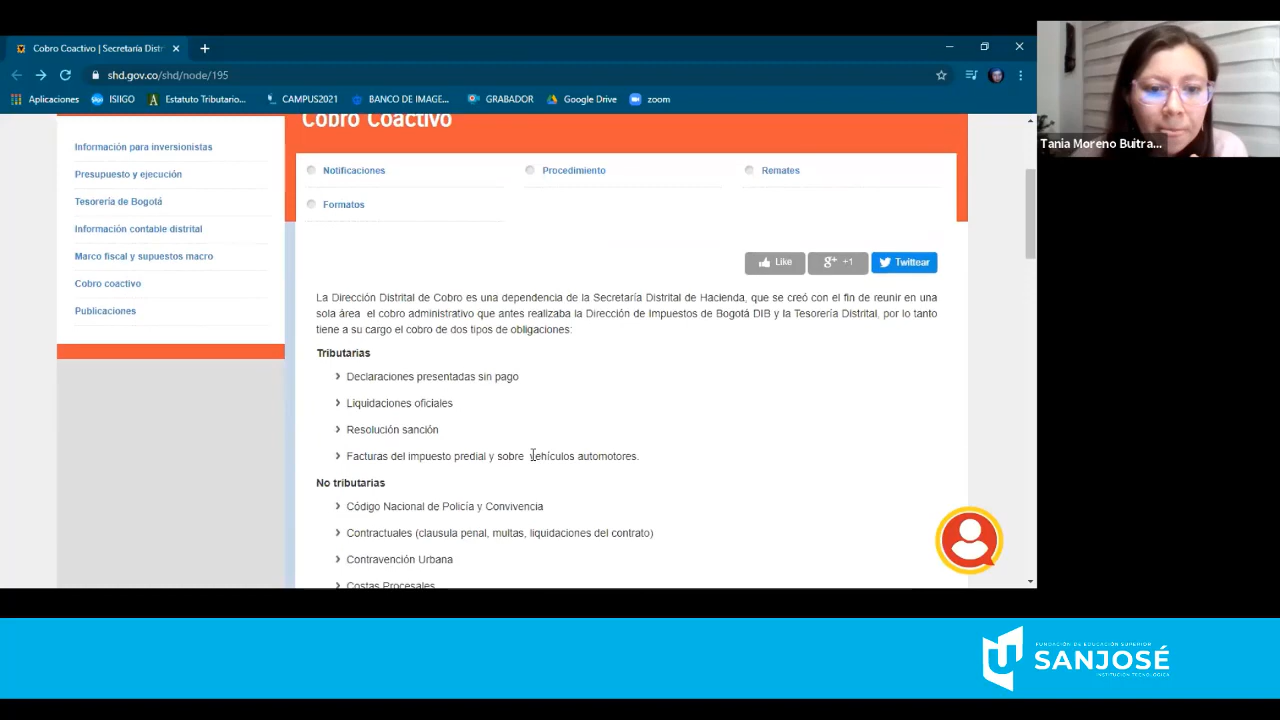 Cobro Coactivo | Secretaría Distr
shd.gov.co/shd/node/195
Aplicaciones
ISIIGO
Estatuto Tributario...
CAMPUS2021
BANCO DE IMAGE...
GRABADOR
Google Drive
zoom
Tania Moreno Buitra...
Cobro Coactivo
Información para inversionistas
Presupuesto y ejecución
Tesorería de Bogotá
Información contable distrital
Marco fiscal y supuestos macro
Cobro coactivo
Publicaciones
Notificaciones
Procedimiento
Remates
Formatos
Like
g+ +1
Twittear
La Dirección Distrital de Cobro es una dependencia de la Secretaría Distrital de Hacienda, que se creó con el fin de reunir en una
sola área el cobro administrativo que antes realizaba la Dirección de Impuestos de Bogotá DIB y la Tesorería Distrital, por lo tanto
tiene a su cargo el cobro de dos tipos de obligaciones:
Tributarias
Declaraciones presentadas sin pago
Liquidaciones oficiales
Resolución sanción
Facturas del impuesto predial y sobre vehículos automotores.
No tributarias
Código Nacional de Policía y Convivencia
Contractuales (clausula penal, multas, liquidaciones del contrato)
Contravención Urbana
Costas Procesales
FUNDACIÓN DE EDUCACIÓN SUPERIOR
SANJOSÉ
INSTITUCIÓN TECNOLÓGICA